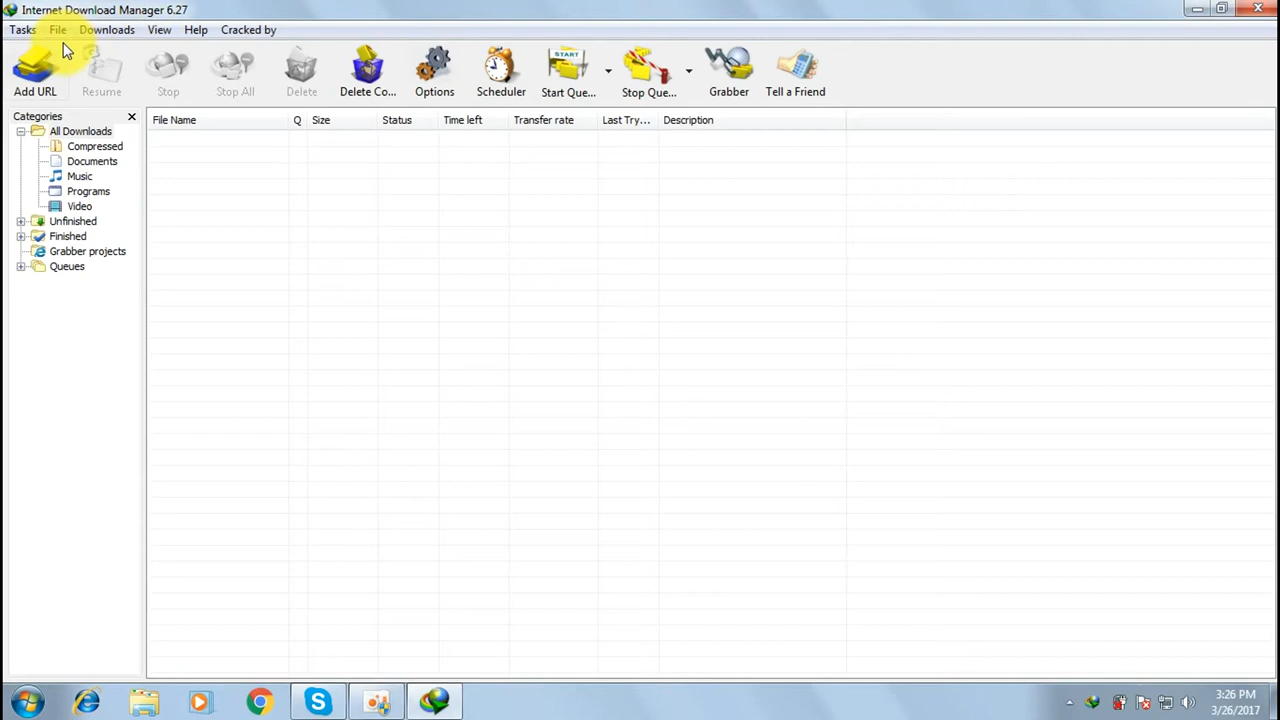 Internet Download Manager 6.27
Tasks File Downloads View Help Cracked by
START
Add URL Resume Stop Stop All Delete Delete Co... Options Scheduler Start Que... Stop Que... Grabber Tell a Friend
Categories
File Name Q Size Status Time left Transfer rate Last Try... Description
All Downloads
Compressed
Documents
Music
Programs
Video
Unfinished
Finished
Grabber projects
Queues
3:26 PM
3/26/2017